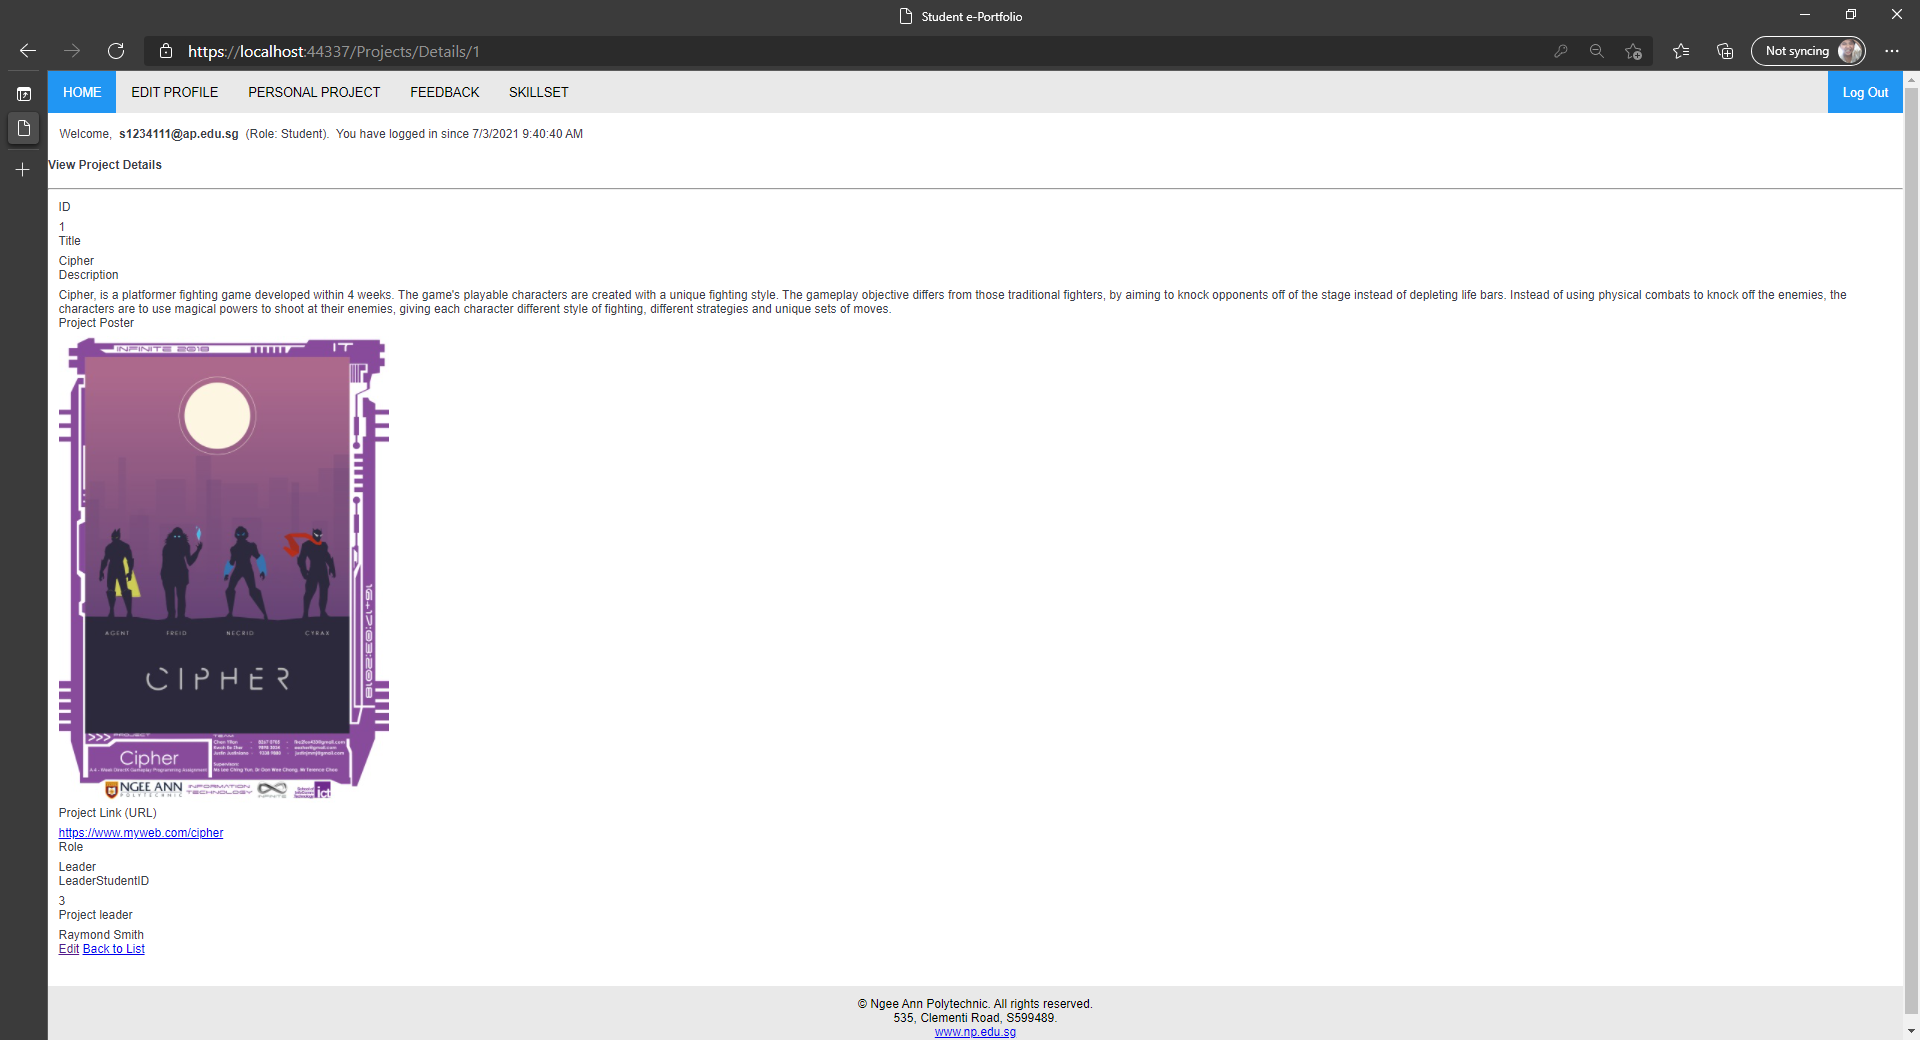 Student e-Portfolio
https://localhost:44337/Projects/Details/1
Not syncing
HOME EDIT PROFILE PERSONAL PROJECT FEEDBACK SKILLSET Log Out
Welcome, s1234111@ap.edu.sg (Role: Student). You have logged in since 7/3/2021 9:40:40 AM
View Project Details
ID
1
Title
Cipher
Description
Cipher, is a platformer fighting game developed within 4 weeks. The game's playable characters are created with a unique fighting style. The gameplay objective differs from those traditional fighters, by aiming to knock opponents off of the stage instead of depleting life bars. Instead of using physical combats to knock off the enemies, the
characters are to use magical powers to shoot at their enemies, giving each character different style of fighting, different strategies and unique sets of moves.
Project Poster
INFINITE 2018 IT
AGENT FREID NECRID CYRAX
CIPHER
>>> PROJECT
TEAM
Cipher
Supervisors:
NGEE ANN
POLYTECHNIC
INFORMATION
TECHNOLOGY
INFINITE
ict
Project Link (URL)
https://www.myweb.com/cipher
Role
Leader
LeaderStudentID
3
Project leader
Raymond Smith
Edit Back to List
© Ngee Ann Polytechnic. All rights reserved.
535, Clementi Road, S599489.
www.np.edu.sg